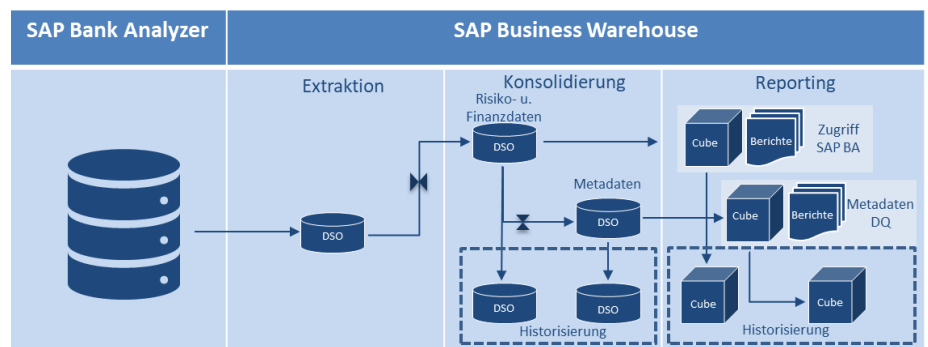 SAP Bank Analyzer
SAP Business Warehouse
Extraktion
Konsolidierung
Reporting
Risiko- u.
Finanzdaten
DSO
Cube
Berichte
Zugriff
SAP BA
Metadaten
DSO
DSO
Cube
Berichte
Metadaten
DQ
DSO
DSO
Historisierung
Cube
Cube
Historisierung